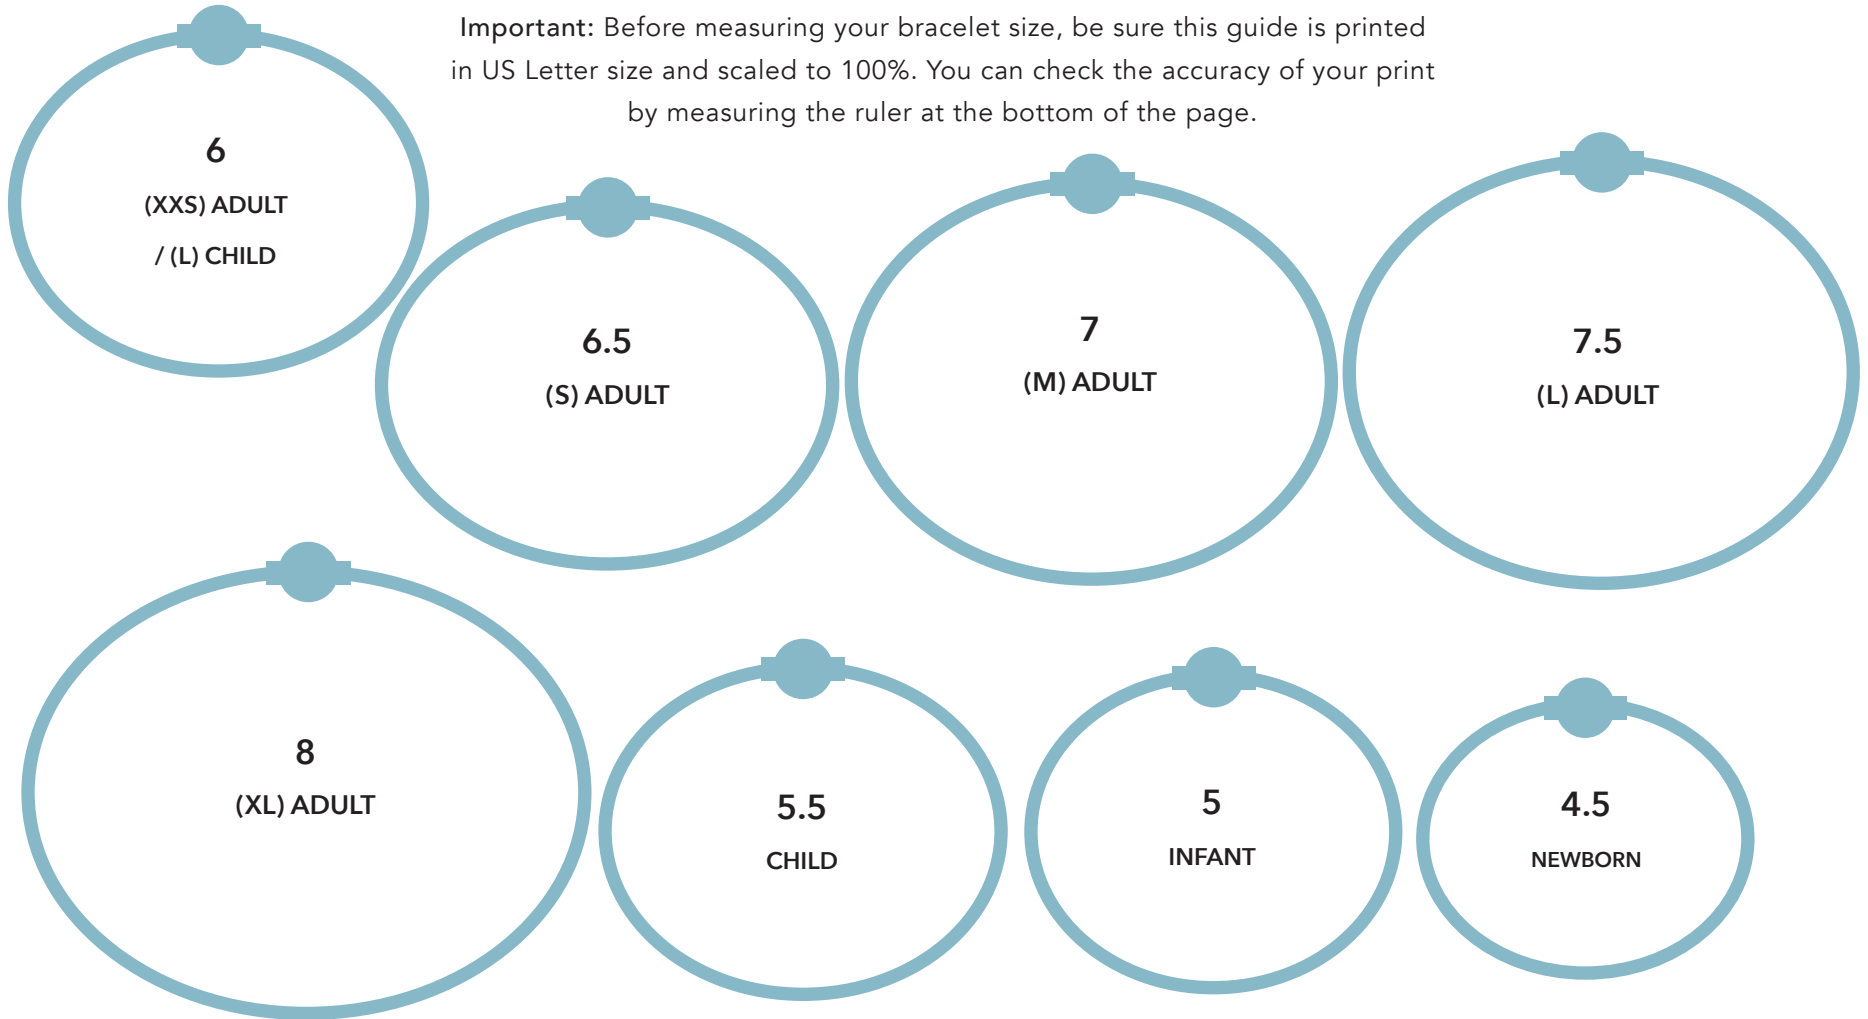 Important: Before measuring your bracelet size, be sure this guide is printed
in US Letter size and scaled to 100%. You can check the accuracy of your print
by measuring the ruler at the bottom of the page.
6
(XXS) ADULT
/ (L) CHILD
6.5
(S) ADULT
7
(M) ADULT
7.5
(L) ADULT
8
(XL) ADULT
5.5
CHILD
5
INFANT
4.5
NEWBORN